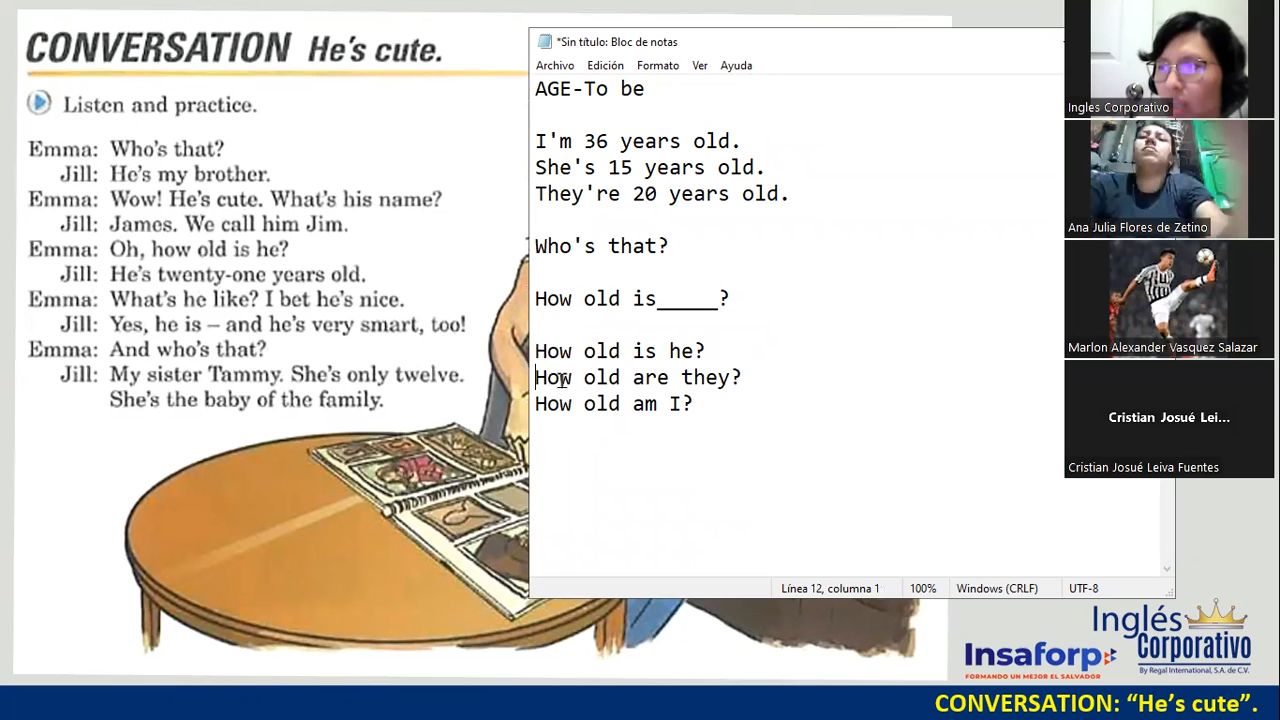 CONVERSATION He's cute.
Listen and practice.
Emma: Who's that?
Jill: He's my brother.
Emma: Wow! He's cute. What's his name?
Jill: James. We call him Jim.
Emma: Oh, how old is he?
Jill: He's twenty-one years old.
Emma: What's he like? I bet he's nice.
Jill: Yes, he is – and he's very smart, too!
Emma: And who's that?
Jill: My sister Tammy. She's only twelve.
She's the baby of the family.
*Sin título: Bloc de notas
Archivo Edición Formato Ver Ayuda
AGE-To be
I'm 36 years old.
She's 15 years old.
They're 20 years old.
Who's that?
How old is_____?
How old is he?
How old are they?
How old am I?
Línea 12, columna 1 100% Windows (CRLF) UTF-8
Ingles Corporativo
Ana Julia Flores de Zetino
Marlon Alexander Vasquez Salazar
Cristian Josué Lei...
Cristian Josué Leiva Fuentes
Insaforp
FORMANDO UN MEJOR EL SALVADOR
Inglés
Corporativo
By Regal International, S.A. de C.V.
CONVERSATION: “He's cute”.